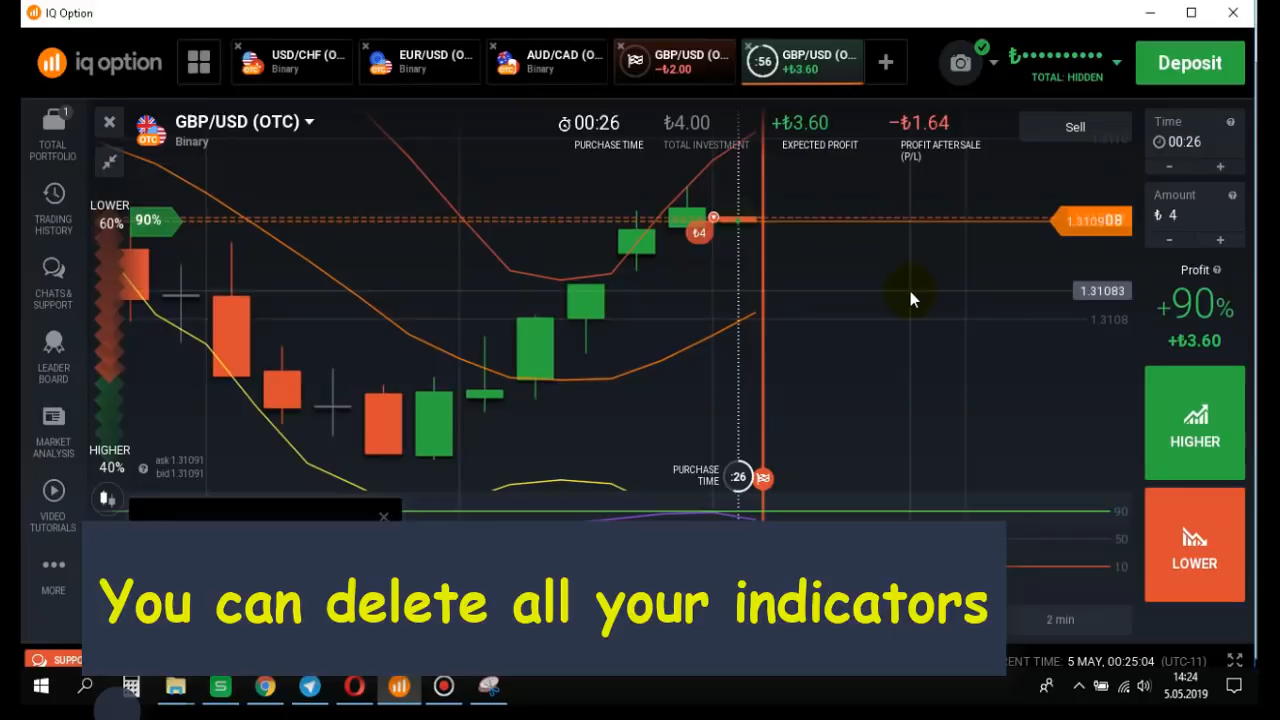 IQ Option
iq option
USD/CHF (O...
Binary
EUR/USD (O...
Binary
AUD/CAD (O...
Binary
GBP/USD (O...
−₺2.00
:56
GBP/USD (O...
+₺3.60
₺••••••••••
TOTAL: HIDDEN
Deposit
1
TOTAL
PORTFOLIO
TRADING
HISTORY
CHATS &
SUPPORT
LEADER
BOARD
MARKET
ANALYSIS
VIDEO
TUTORIALS
MORE
GBP/USD (OTC)
Binary
OTC
00:26
PURCHASE TIME
₺4.00
TOTAL INVESTMENT
+₺3.60
EXPECTED PROFIT
−₺1.64
PROFIT AFTER SALE
(P/L)
Sell
LOWER
60%
90%
HIGHER
40%
ask 1.31091
bid 1.31091
₺4
1.310908
1.31083
1.3108
PURCHASE
TIME
:26
90
50
10
2 min
Time
00:26
Amount
₺ 4
Profit
+90%
+₺3.60
HIGHER
LOWER
You can delete all your indicators
SUPPO
ENT TIME: 5 MAY, 00:25:04 (UTC-11)
14:24
5.05.2019